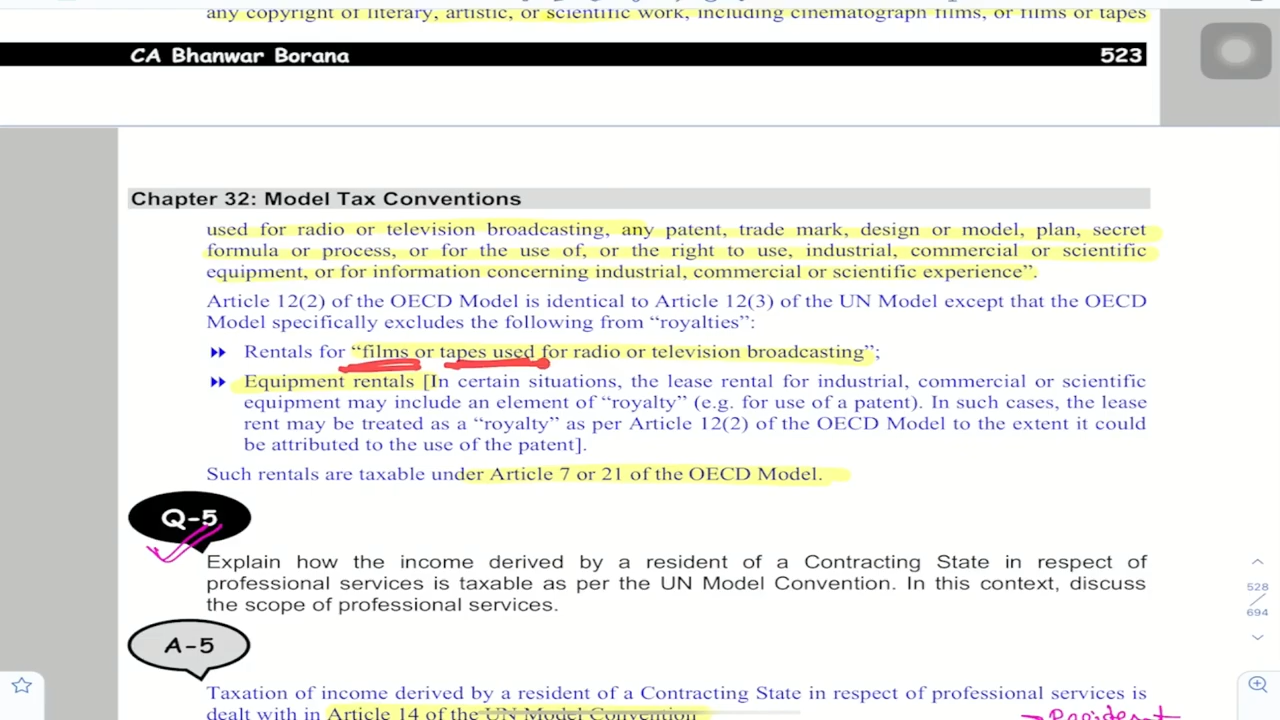 any copyright of literary, artistic, or scientific work, including cinematograph films, or films or tapes
CA Bhanwar Borana 523
Chapter 32: Model Tax Conventions
used for radio or television broadcasting, any patent, trade mark, design or model, plan, secret
formula or process, or for the use of, or the right to use, industrial, commercial or scientific
equipment, or for information concerning industrial, commercial or scientific experience”.
Article 12(2) of the OECD Model is identical to Article 12(3) of the UN Model except that the OECD
Model specifically excludes the following from “royalties”:
Rentals for “films or tapes used for radio or television broadcasting”;
Equipment rentals [In certain situations, the lease rental for industrial, commercial or scientific
equipment may include an element of “royalty” (e.g. for use of a patent). In such cases, the lease
rent may be treated as a “royalty” as per Article 12(2) of the OECD Model to the extent it could
be attributed to the use of the patent].
Such rentals are taxable under Article 7 or 21 of the OECD Model.
Q-5
Explain how the income derived by a resident of a Contracting State in respect of
professional services is taxable as per the UN Model Convention. In this context, discuss
the scope of professional services.
528
694
A-5
Taxation of income derived by a resident of a Contracting State in respect of professional services is
dealt with in Article 14 of the UN Model Convention
→ Resident